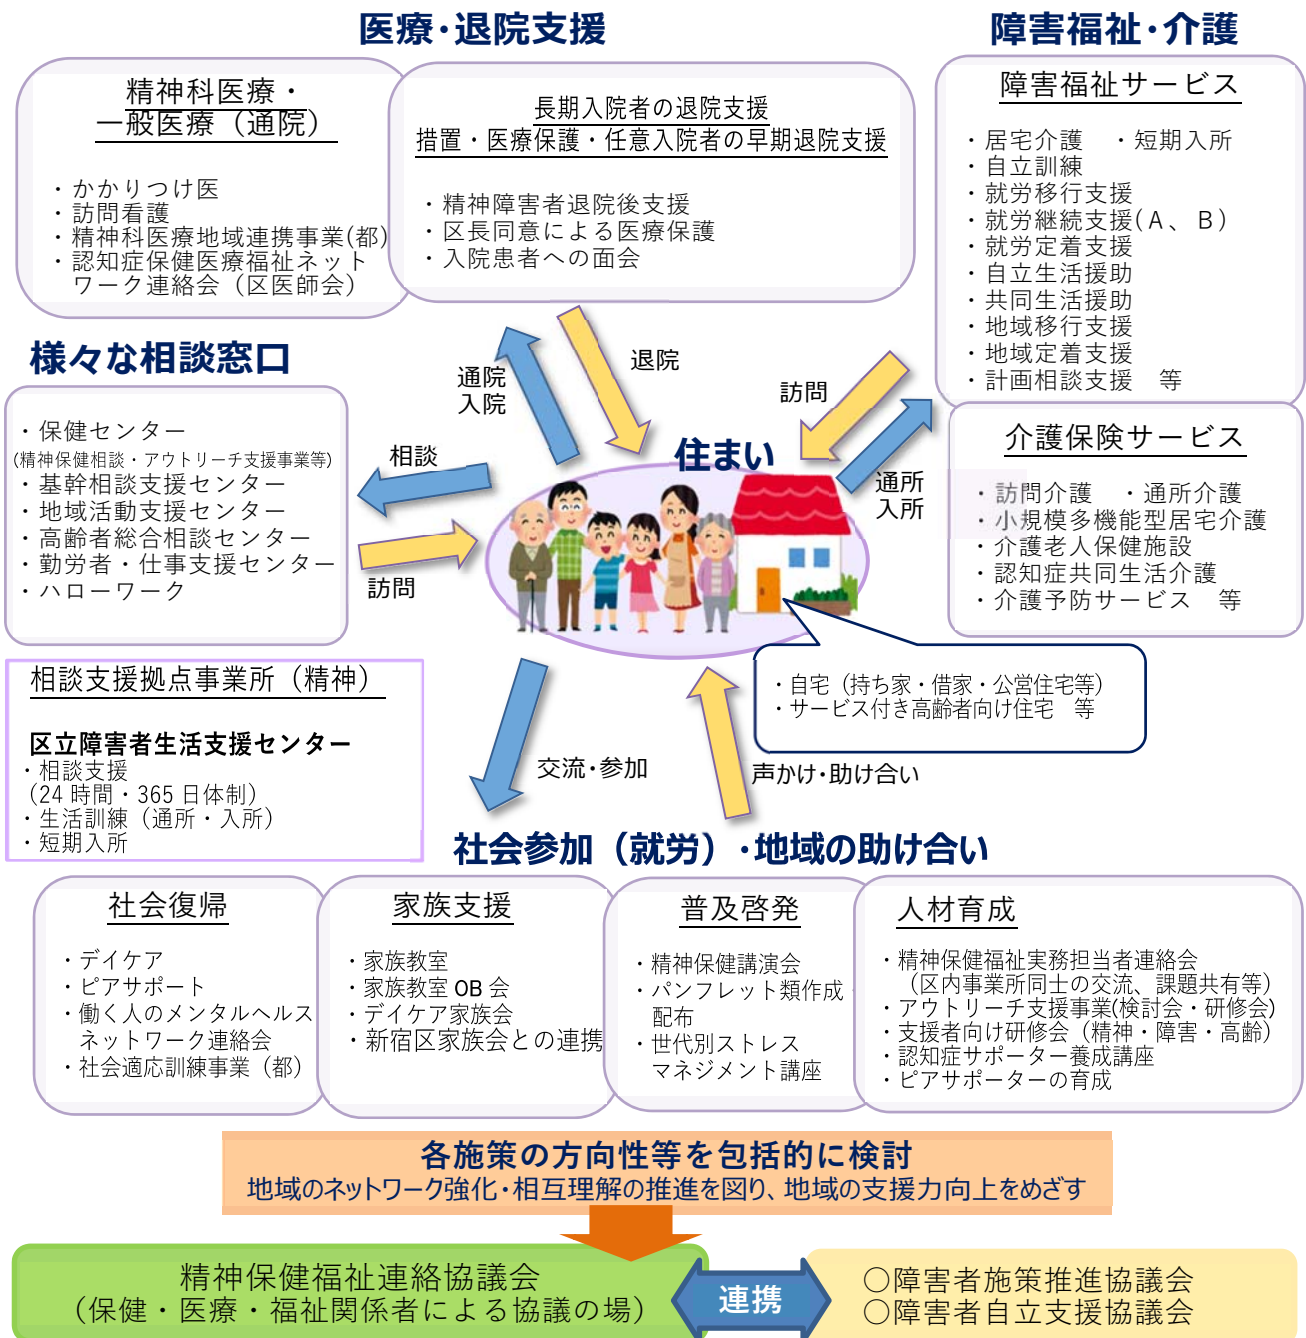 医療・退院支援
精神科医療・
一般医療（通院）
・かかりつけ医
・訪問看護
・精神科医療地域連携事業(都)
・認知症保健医療福祉ネット
ワーク連絡会（区医師会）
長期入院者の退院支援
措置・医療保護・任意入院者の早期退院支援
・精神障害者退院後支援
・区長同意による医療保護
・入院患者への面会
障害福祉・介護
障害福祉サービス
・居宅介護　・短期入所
・自立訓練
・就労移行支援
・就労継続支援(Ａ、Ｂ)
・就労定着支援
・自立生活援助
・共同生活援助
・地域移行支援
・地域定着支援
・計画相談支援　等
介護保険サービス
・訪問介護　・通所介護
・小規模多機能型居宅介護
・介護老人保健施設
・認知症共同生活介護
・介護予防サービス　等
様々な相談窓口
・保健センター
(精神保健相談・アウトリーチ支援事業等)
・基幹相談支援センター
・地域活動支援センター
・高齢者総合相談センター
・勤労者・仕事支援センター
・ハローワーク
通院
入院
退院
訪問
通所
入所
相談
訪問
住まい
・自宅（持ち家・借家・公営住宅等）
・サービス付き高齢者向け住宅　等
相談支援拠点事業所（精神）
区立障害者生活支援センター
・相談支援
(24時間・365日体制)
・生活訓練（通所・入所）
・短期入所
交流・参加
声かけ・助け合い
社会参加（就労）・地域の助け合い
社会復帰
・デイケア
・ピアサポート
・働く人のメンタルヘルス
ネットワーク連絡会
・社会適応訓練事業（都）
家族支援
・家族教室
・家族教室OB会
・デイケア家族会
・新宿区家族会との連携
普及啓発
・精神保健講演会
・パンフレット類作成・
配布
・世代別ストレス
マネジメント講座
人材育成
・精神保健福祉実務担当者連絡会
（区内事業所同士の交流、課題共有等）
・アウトリーチ支援事業(検討会・研修会)
・支援者向け研修会（精神・障害・高齢）
・認知症サポーター養成講座
・ピアサポーターの育成
各施策の方向性等を包括的に検討
地域のネットワーク強化・相互理解の推進を図り、地域の支援力向上をめざす
精神保健福祉連絡協議会
（保健・医療・福祉関係者による協議の場）
連携
〇障害者施策推進協議会
〇障害者自立支援協議会